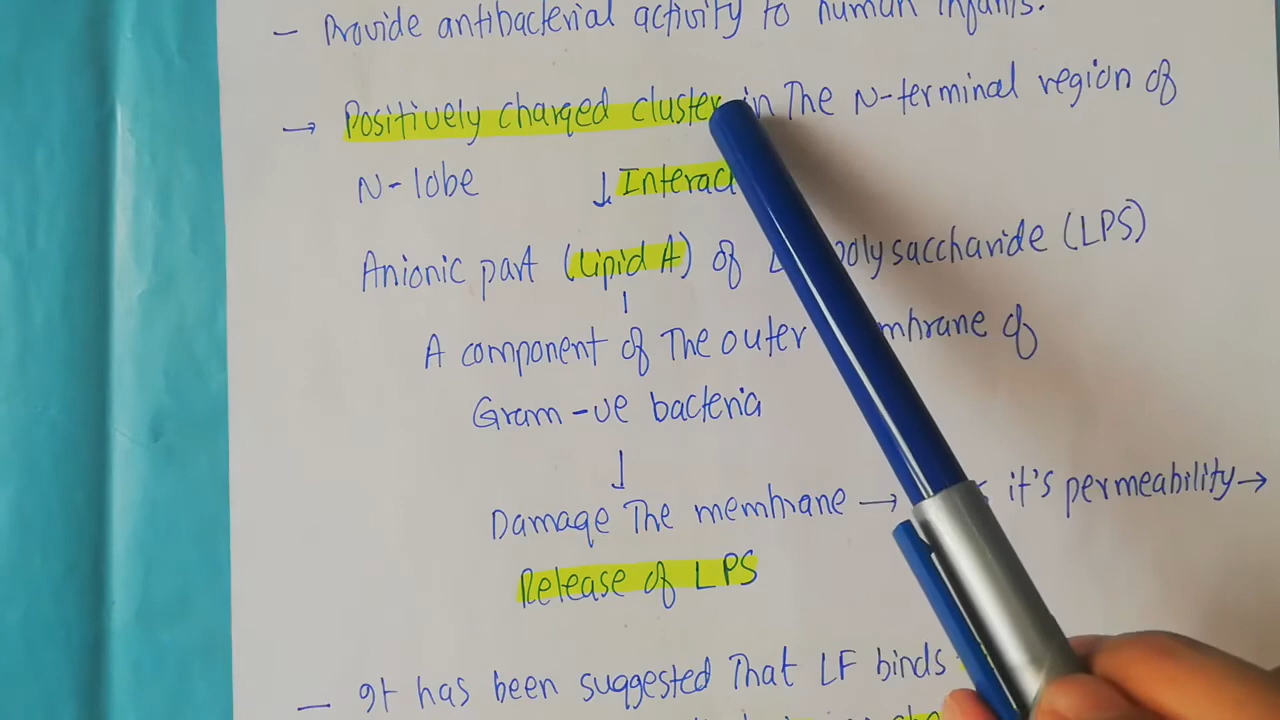 - Provide antibacterial activity to human infants.
→ Positively charged cluster in The N-terminal region of
N-lobe ↓ Interac
Anionic part (Lipid A) of L polysaccharide (LPS)
A component of The outer mbrane of
Gram -ve bacteria
↓
Damage The membrane → it's permeability →
Release of LPS
- It has been suggested That LF binds